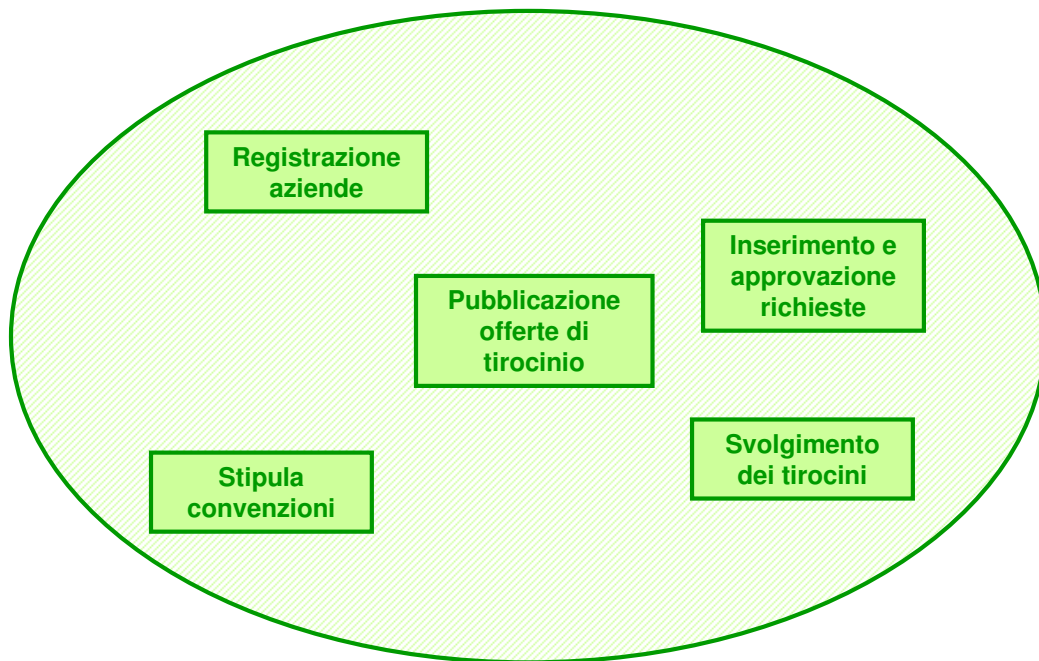 Registrazione
aziende
Inserimento e
approvazione
richieste
Pubblicazione
offerte di
tirocinio
Svolgimento
dei tirocini
Stipula
convenzioni